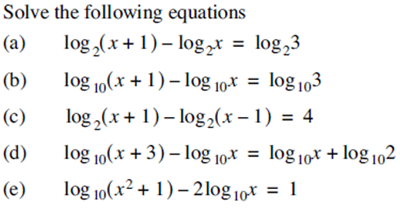 Solve the following equations
(a) log₂(x + 1) – log₂x = log₂3
(b) log₁₀(x + 1) – log₁₀x = log₁₀3
(c) log₂(x + 1) – log₂(x – 1) = 4
(d) log₁₀(x + 3) – log₁₀x = log₁₀x + log₁₀2
(e) log₁₀(x² + 1) – 2log₁₀x = 1